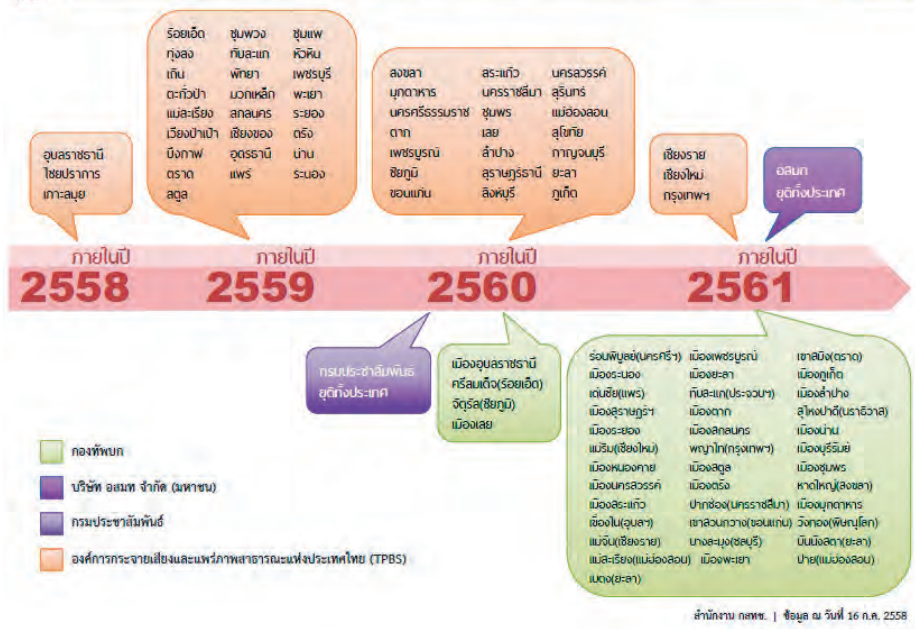 อุบลราชธานี
ไชยปราการ
เกาะสมุย
ร้อยเอ็ด ชุมพวง ชุมแพ
ทุ่งสง ทับสะแก หัวหิน
เถิน พัทยา เพชรบุรี
ตะกั่วป่า มวกเหล็ก พะเยา
แม่สะเรียง สกลนคร ระยอง
เวียงป่าเป้า เชียงของ ตรัง
บึงกาฬ อุดรธานี น่าน
ตราด แพร่ ระนอง
สตูล
สงขลา สระแก้ว นครสวรรค์
มุกดาหาร นครราชสีมา สุรินทร์
นครศรีธรรมราช ชุมพร แม่ฮ่องสอน
ตาก เลย สุโขทัย
เพชรบูรณ์ ลำปาง กาญจนบุรี
ชัยภูมิ สุราษฎร์ธานี ยะลา
ขอนแก่น สิงห์บุรี ภูเก็ต
เชียงราย
เชียงใหม่
กรุงเทพฯ
อสมท
ยุติทั้งประเทศ
ภายในปี ภายในปี ภายในปี ภายในปี
2558 2559 2560 2561
กรมประชาสัมพันธ์
ยุติทั้งประเทศ
เมืองอุบลราชธานี
ศรีสมเด็จ(ร้อยเอ็ด)
จัตุรัส(ชัยภูมิ)
เมืองเลย
ร่อนพิบูลย์(นครศรีฯ) เมืองเพชรบูรณ์ เขาสมิง(ตราด)
เมืองระนอง เมืองยะลา เมืองภูเก็ต
เด่นชัย(แพร่) ทับสะแก(ประจวบฯ) เมืองลำปาง
เมืองสุราษฎร์ฯ เมืองตาก สุไหงปาดี(นราธิวาส)
เมืองระยอง เมืองสกลนคร เมืองน่าน
แม่ริม(เชียงใหม่) พญาไท(กรุงเทพฯ) เมืองบุรีรัมย์
เมืองหนองคาย เมืองสตูล เมืองชุมพร
เมืองนครสวรรค์ เมืองตรัง หาดใหญ่(สงขลา)
เมืองสระแก้ว ปากช่อง(นครราชสีมา) เมืองมุกดาหาร
เขื่องใน(อุบลฯ) เขาสวนกวาง(ขอนแก่น) วังทอง(พิษณุโลก)
แม่จัน(เชียงราย) บางละมุง(ชลบุรี) บันนังสตา(ยะลา)
แม่สะเรียง(แม่ฮ่องสอน) เมืองพะเยา ปาย(แม่ฮ่องสอน)
เบตง(ยะลา)
กองทัพบก
บริษัท อสมท จำกัด (มหาชน)
กรมประชาสัมพันธ์
องค์การกระจายเสียงและแพร่ภาพสาธารณะแห่งประเทศไทย (TPBS)
สำนักงาน กสทช. | ข้อมูล ณ วันที่ 16 ก.ค. 2558